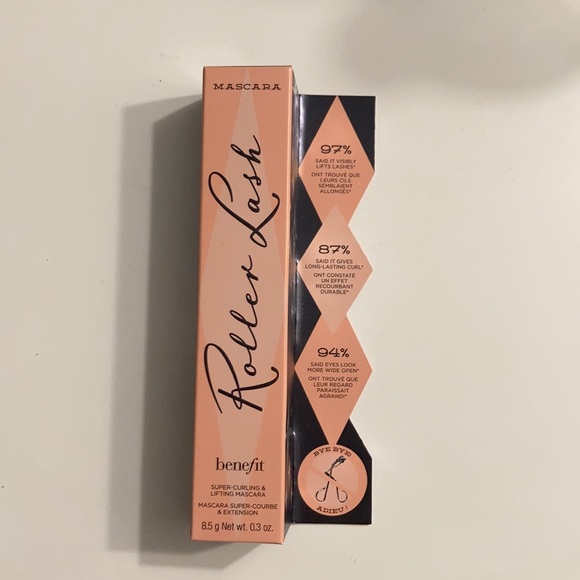 MASCARA
Roller Lash
benefit
SUPER-CURLING &
LIFTING MASCARA
MASCARA SUPER-COURBE
& EXTENSION
8.5 g Net wt. 0.3 oz.
97%
SAID IT VISIBLY
LIFTS LASHES*
ONT TROUVÉ QUE
LEURS CILS
SEMBLAIENT
ALLONGÉS*
87%
SAID IT GIVES
LONG-LASTING CURL*
ONT CONSTATÉ
UN EFFET
RECOURBANT
DURABLE*
94%
SAID EYES LOOK
MORE WIDE OPEN*
ONT TROUVÉ QUE
LEUR REGARD
PARAISSAIT
AGRANDI*
BYE BYE!
ADIEU!